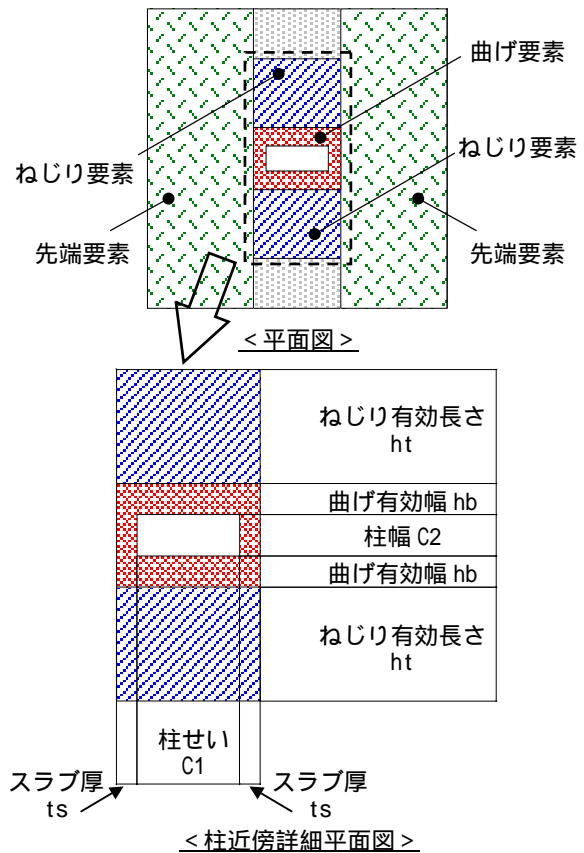 曲げ要素
ねじり要素
ねじり要素
先端要素
先端要素
<平面図>
ねじり有効長さ
ht
曲げ有効幅 hb
柱幅 C2
曲げ有効幅 hb
ねじり有効長さ
ht
柱せい
C1
スラブ厚
ts
スラブ厚
ts
<柱近傍詳細平面図>